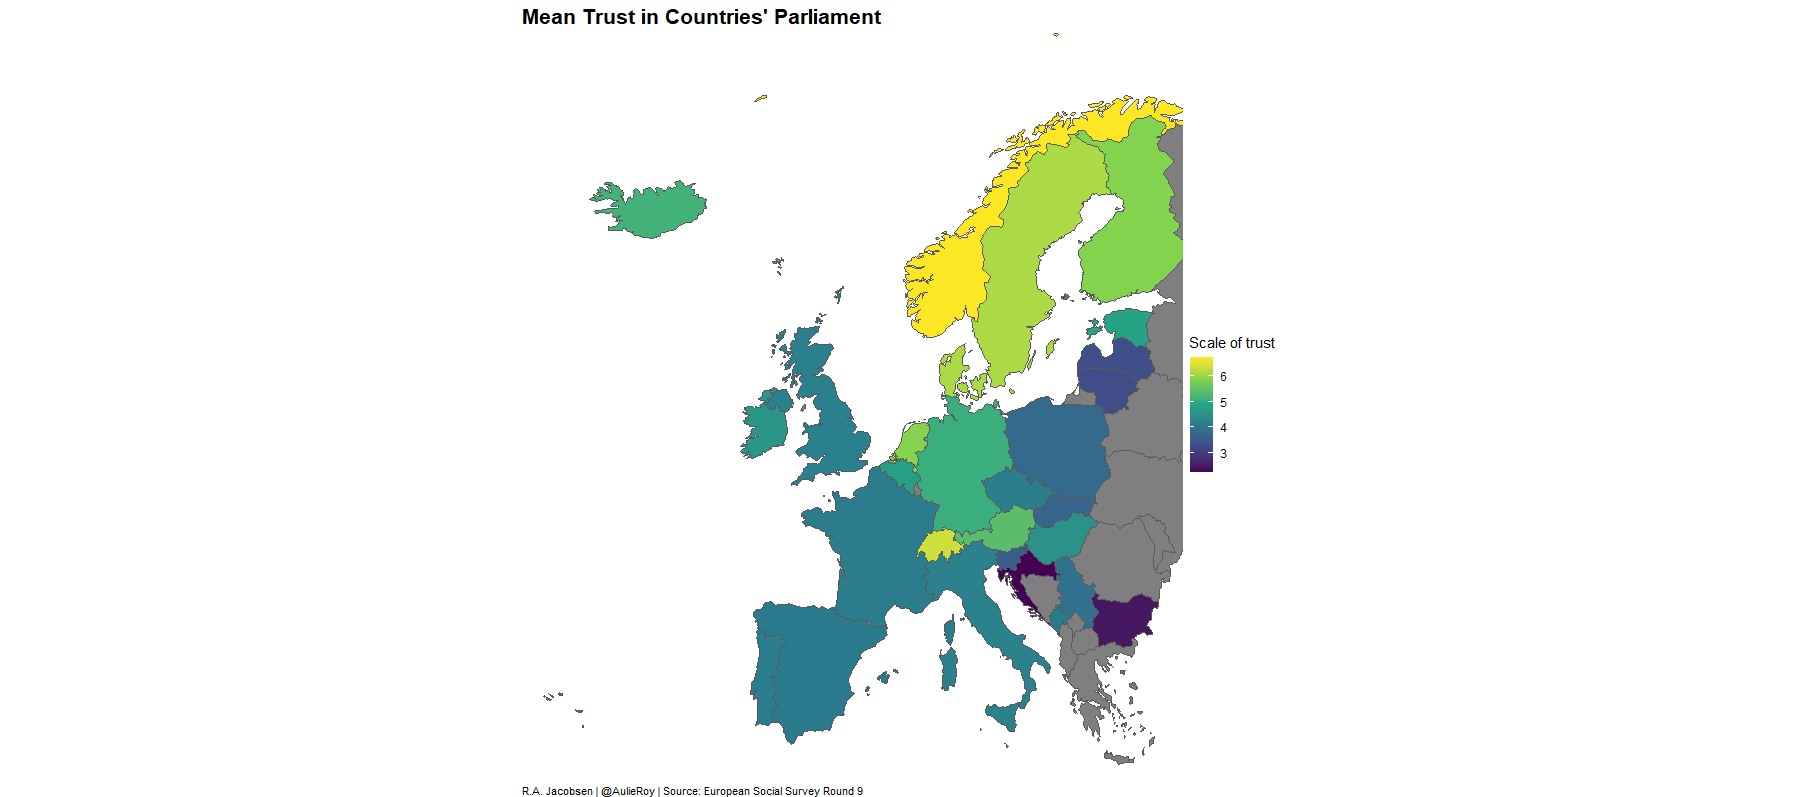 Mean Trust in Countries' Parliament
Scale of trust
6
5
4
3
R.A. Jacobsen | @AulieRoy | Source: European Social Survey Round 9